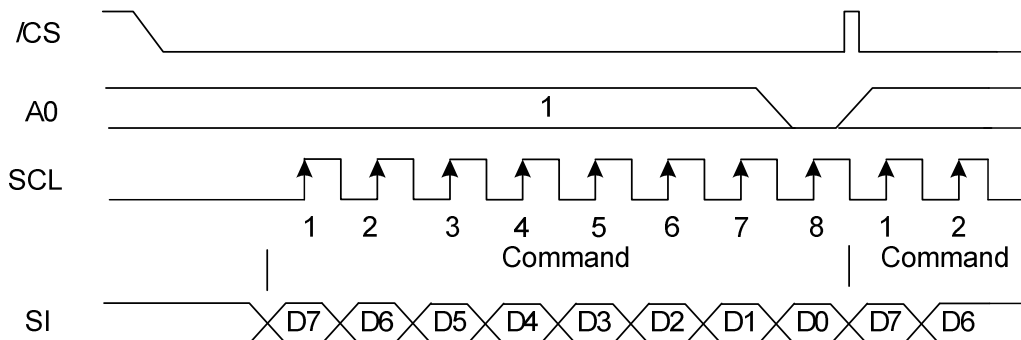 /CS
A0
1
SCL
1 2 3 4 5 6 7 8 1 2
Command Command
SI
D7 D6 D5 D4 D3 D2 D1 D0 D7 D6